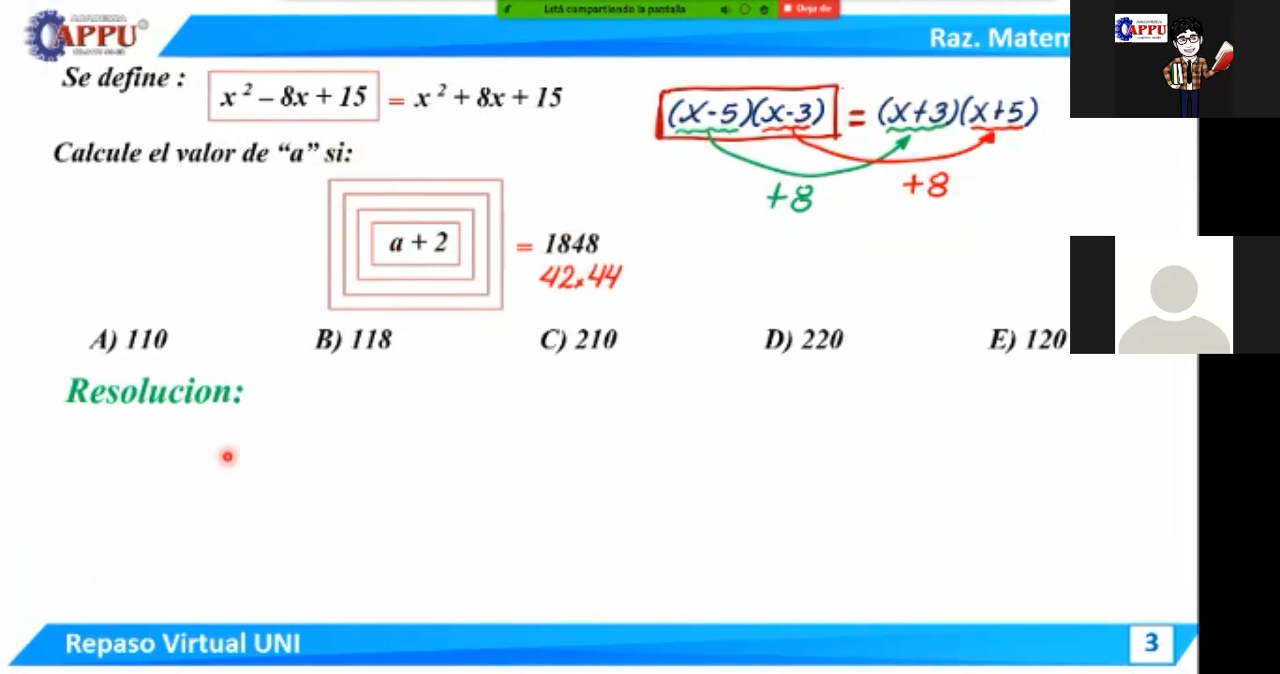 Está compartiendo la pantalla
Deja de
ACADEMIA
APPU
Raz. Matem
APPU
Se define : x² – 8x + 15 = x² + 8x + 15
(x-5)(x-3) = (x+3)(x+5)
+8 +8
Calcule el valor de “a” si:
a + 2 = 1848
42x44
A) 110 B) 118 C) 210 D) 220 E) 120
Resolucion:
Repaso Virtual UNI 3